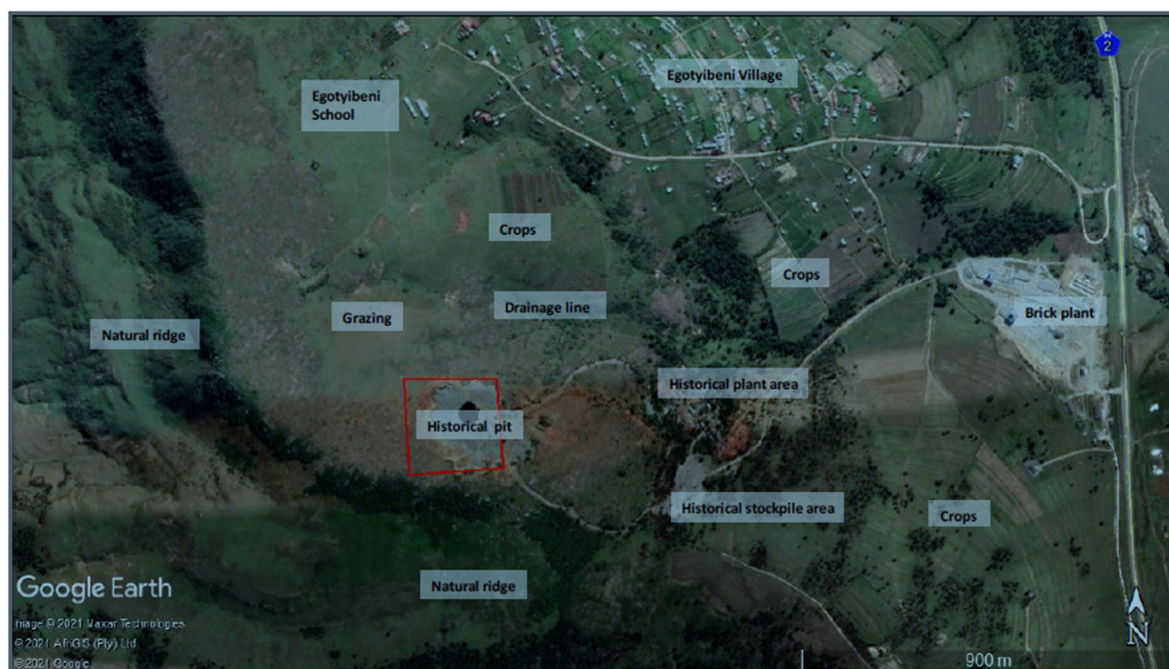 2
Egotyibeni Village
Egotyibeni
School
Crops
Crops
Drainage line
Grazing
Natural ridge
Brick plant
Historical plant area
Historical pit
Historical stockpile area
Crops
Natural ridge
Google Earth
Image © 2021 Maxar Technologies
© 2021 AfriGIS (Pty) Ltd.
© 2021 Google
N
900 m